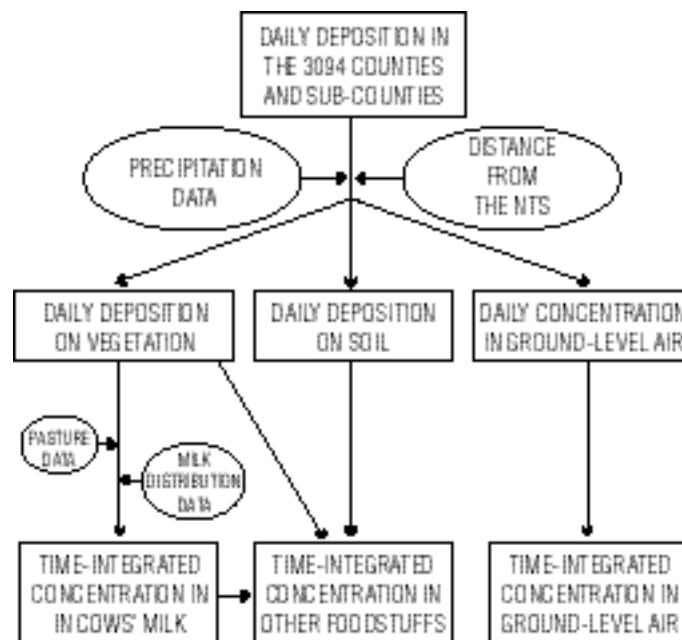 DAILY DEPOSITION IN
THE 3094 COUNTIES
AND SUB-COUNTIES
PRECIPITATION
DATA
DISTANCE
FROM
THE NTS
DAILY DEPOSITION
ON VEGETATION
DAILY DEPOSITION
ON SOIL
DAILY CONCENTRATION
IN GROUND-LEVEL AIR
PASTURE
DATA
MILK
DISTRIBUTION
DATA
TIME-INTEGRATED
CONCENTRATION IN
IN COWS' MILK
TIME-INTEGRATED
CONCENTRATION IN
OTHER FOODSTUFFS
TIME-INTEGRATED
CONCENTRATION IN
GROUND-LEVEL AIR